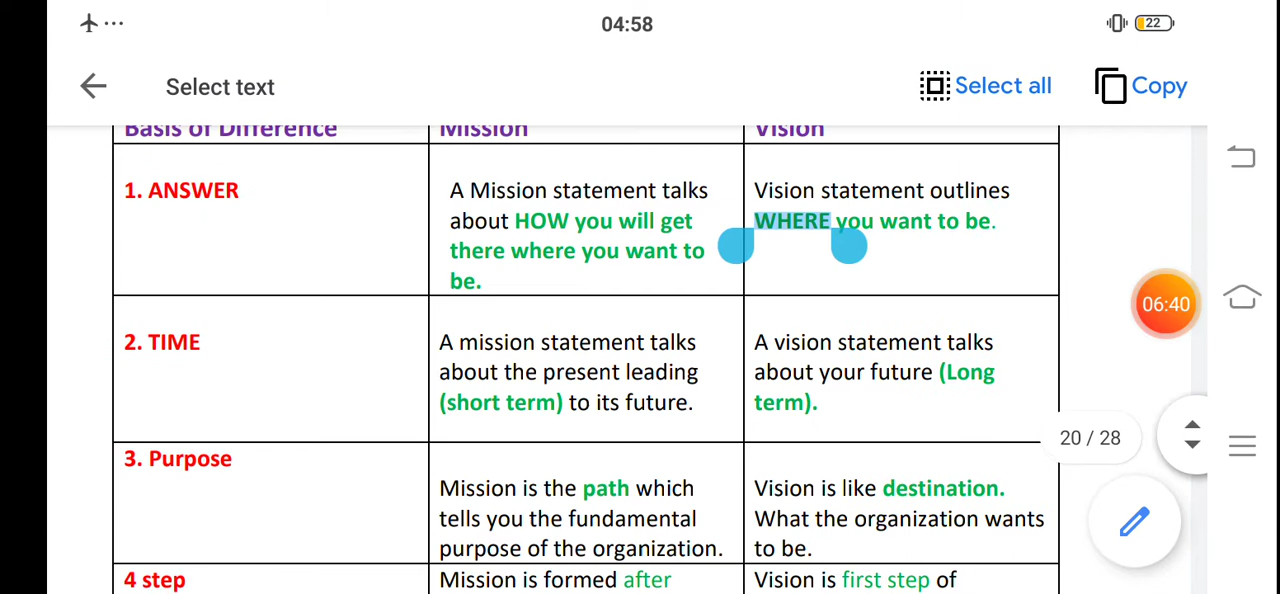 04:58
22
Select text
Select all
Copy
Basis of Difference
Mission
Vision
1. ANSWER
A Mission statement talks
about HOW you will get
there where you want to
be.
Vision statement outlines
WHERE you want to be.
06:40
2. TIME
A mission statement talks
about the present leading
(short term) to its future.
A vision statement talks
about your future (Long
term).
20 / 28
3. Purpose
Mission is the path which
tells you the fundamental
purpose of the organization.
Vision is like destination.
What the organization wants
to be.
4 step
Mission is formed after
Vision is first step of